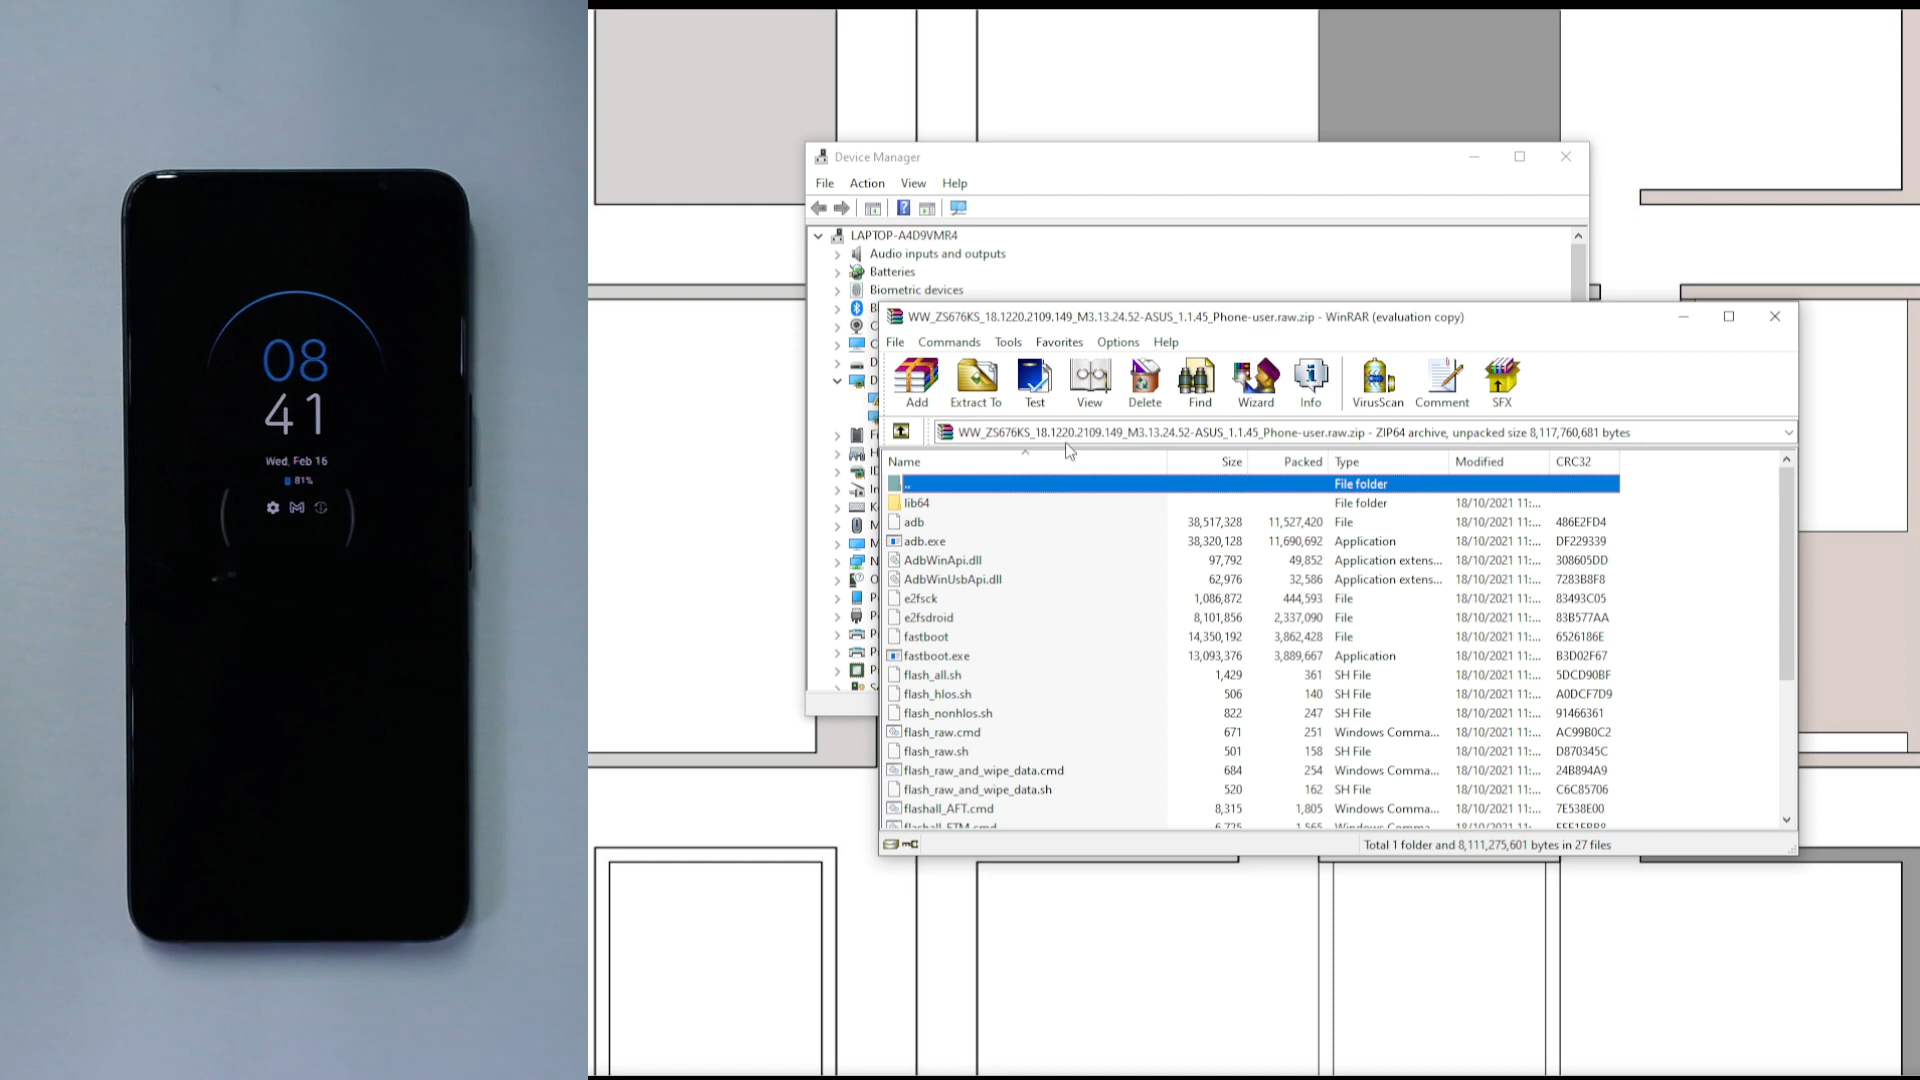 08
41
Wed, Feb 16
81%
Device Manager
File Action View Help
LAPTOP-A4D9VMR4
Audio inputs and outputs
Batteries
Biometric devices
WW_ZS676KS_18.1220.2109.149_M3.13.24.52-ASUS_1.1.45_Phone-user.raw.zip - WinRAR (evaluation copy)
File Commands Tools Favorites Options Help
Add Extract To Test View Delete Find Wizard Info VirusScan Comment SFX
WW_ZS676KS_18.1220.2109.149_M3.13.24.52-ASUS_1.1.45_Phone-user.raw.zip - ZIP64 archive, unpacked size 8,117,760,681 bytes
Name Size Packed Type Modified CRC32
.. File folder
lib64 File folder 18/10/2021 11:...
adb 38,517,328 11,527,420 File 18/10/2021 11:... 486E2FD4
adb.exe 38,320,128 11,690,692 Application 18/10/2021 11:... DF229339
AdbWinApi.dll 97,792 49,852 Application extens... 18/10/2021 11:... 308605DD
AdbWinUsbApi.dll 62,976 32,586 Application extens... 18/10/2021 11:... 7283B8F8
e2fsck 1,086,872 444,593 File 18/10/2021 11:... 83493C05
e2fsdroid 8,101,856 2,337,090 File 18/10/2021 11:... 83B577AA
fastboot 14,350,192 3,862,428 File 18/10/2021 11:... 6526186E
fastboot.exe 13,093,376 3,889,667 Application 18/10/2021 11:... B3D02F67
flash_all.sh 1,429 361 SH File 18/10/2021 11:... 5DCD90BF
flash_hlos.sh 506 140 SH File 18/10/2021 11:... A0DCF7D9
flash_nonhlos.sh 822 247 SH File 18/10/2021 11:... 91466361
flash_raw.cmd 671 251 Windows Comma... 18/10/2021 11:... AC99B0C2
flash_raw.sh 501 158 SH File 18/10/2021 11:... D870345C
flash_raw_and_wipe_data.cmd 684 254 Windows Comma... 18/10/2021 11:... 24B894A9
flash_raw_and_wipe_data.sh 520 162 SH File 18/10/2021 11:... C6C85706
flashall_AFT.cmd 8,315 1,805 Windows Comma... 18/10/2021 11:... 7E538E00
Total 1 folder and 8,111,275,601 bytes in 27 files